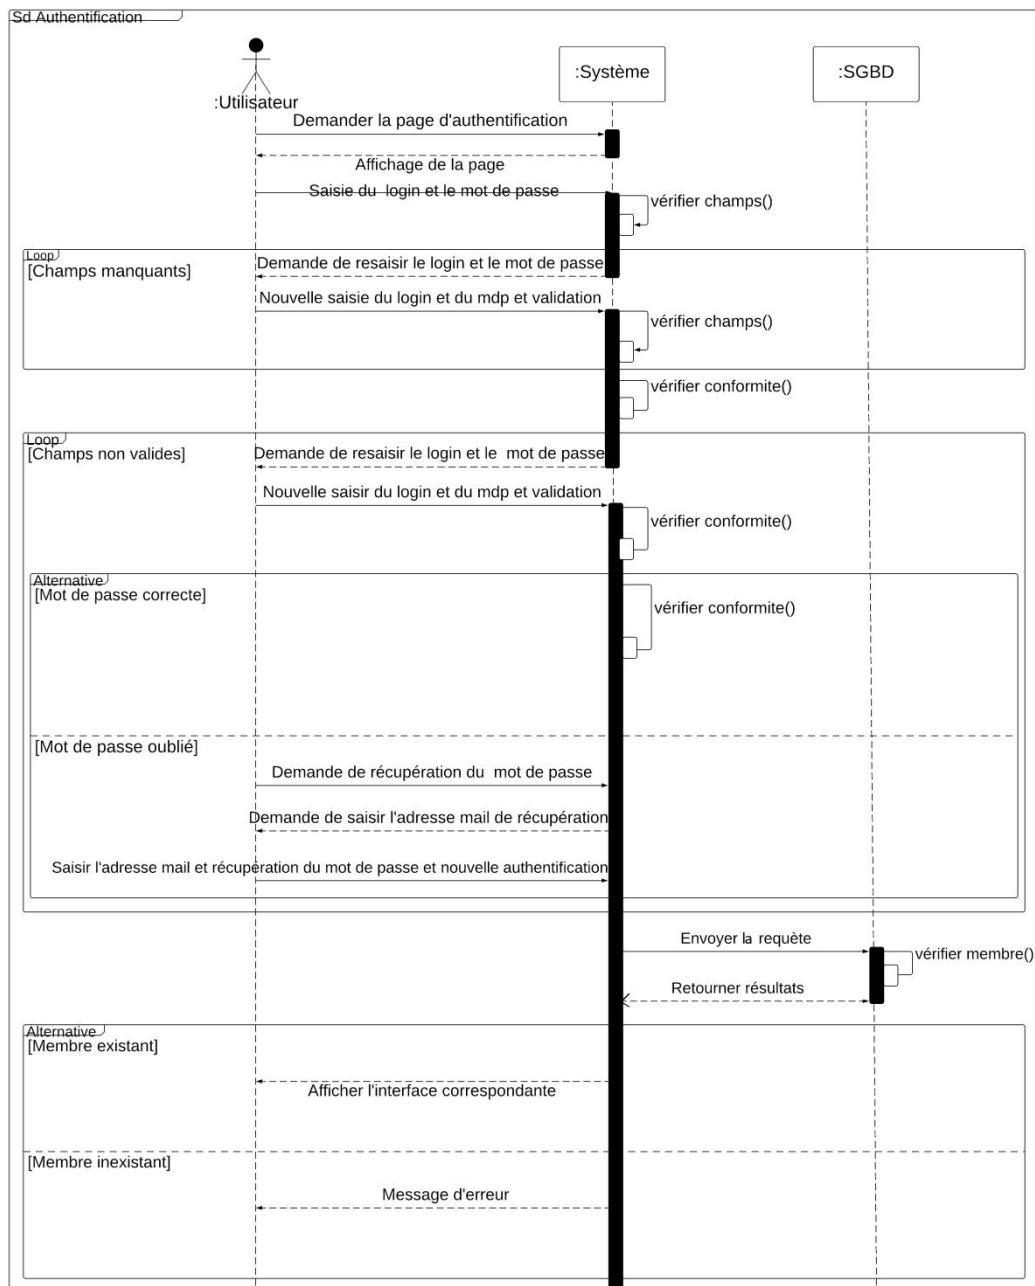 Sd Authentification
:Utilisateur
:Système
:SGBD
Demander la page d'authentification
Affichage de la page
Saisie du login et le mot de passe
vérifier champs()
Loop
[Champs manquants]
Demande de resaisir le login et le mot de passe
Nouvelle saisie du login et du mdp et validation
vérifier champs()
vérifier conformite()
Loop
[Champs non valides]
Demande de resaisir le login et le mot de passe
Nouvelle saisir du login et du mdp et validation
vérifier conformite()
Alternative
[Mot de passe correcte]
vérifier conformite()
[Mot de passe oublié]
Demande de récupération du mot de passe
Demande de saisir l'adresse mail de récupération
Saisir l'adresse mail et récupération du mot de passe et nouvelle authentification
Envoyer la requète
vérifier membre()
Retourner résultats
Alternative
[Membre existant]
Afficher l'interface correspondante
[Membre inexistant]
Message d'erreur